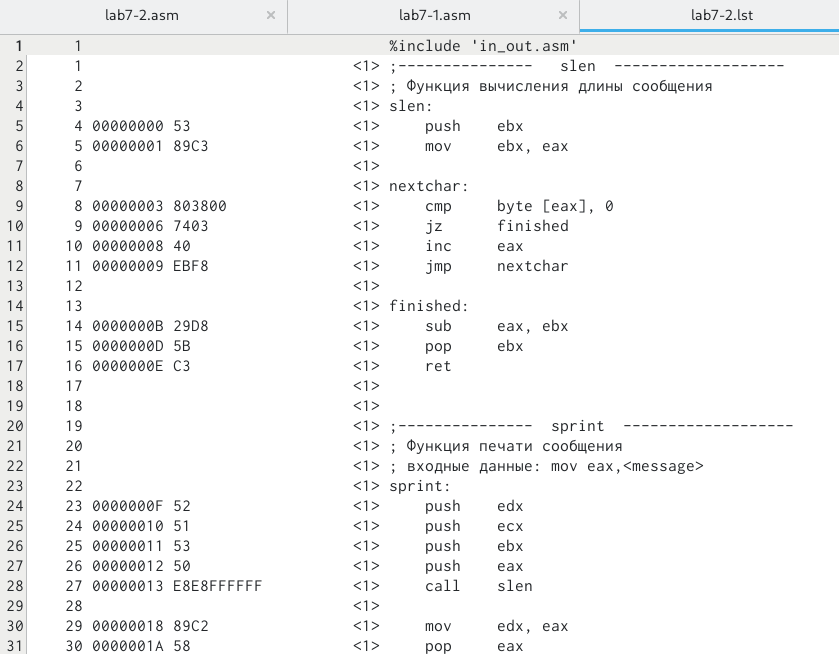 lab7-2.asm × lab7-1.asm × lab7-2.lst
1 1 %include 'in_out.asm'
2 1 <1> ;--------------- slen -------------------
3 2 <1> ; Функция вычисления длины сообщения
4 3 <1> slen:
5 4 00000000 53 <1> push ebx
6 5 00000001 89C3 <1> mov ebx, eax
7 6 <1>
8 7 <1> nextchar:
9 8 00000003 803800 <1> cmp byte [eax], 0
10 9 00000006 7403 <1> jz finished
11 10 00000008 40 <1> inc eax
12 11 00000009 EBF8 <1> jmp nextchar
13 12 <1>
14 13 <1> finished:
15 14 0000000B 29D8 <1> sub eax, ebx
16 15 0000000D 5B <1> pop ebx
17 16 0000000E C3 <1> ret
18 17 <1>
19 18 <1>
20 19 <1> ;--------------- sprint -------------------
21 20 <1> ; Функция печати сообщения
22 21 <1> ; входные данные: mov eax,<message>
23 22 <1> sprint:
24 23 0000000F 52 <1> push edx
25 24 00000010 51 <1> push ecx
26 25 00000011 53 <1> push ebx
27 26 00000012 50 <1> push eax
28 27 00000013 E8E8FFFFFF <1> call slen
29 28 <1>
30 29 00000018 89C2 <1> mov edx, eax
31 30 0000001A 58 <1> pop eax